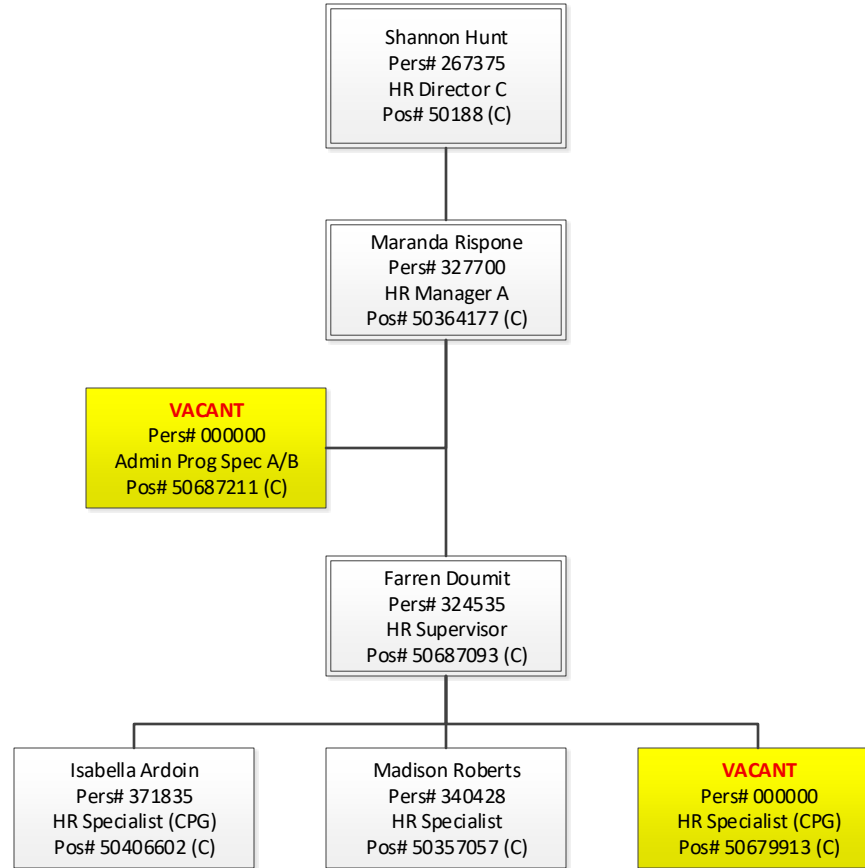 Shannon Hunt
Pers# 267375
HR Director C
Pos# 50188 (C)
Maranda Rispone
Pers# 327700
HR Manager A
Pos# 50364177 (C)
VACANT
Pers# 000000
Admin Prog Spec A/B
Pos# 50687211 (C)
Farren Doumit
Pers# 324535
HR Supervisor
Pos# 50687093 (C)
Isabella Ardoin
Pers# 371835
HR Specialist (CPG)
Pos# 50406602 (C)
Madison Roberts
Pers# 340428
HR Specialist
Pos# 50357057 (C)
VACANT
Pers# 000000
HR Specialist (CPG)
Pos# 50679913 (C)